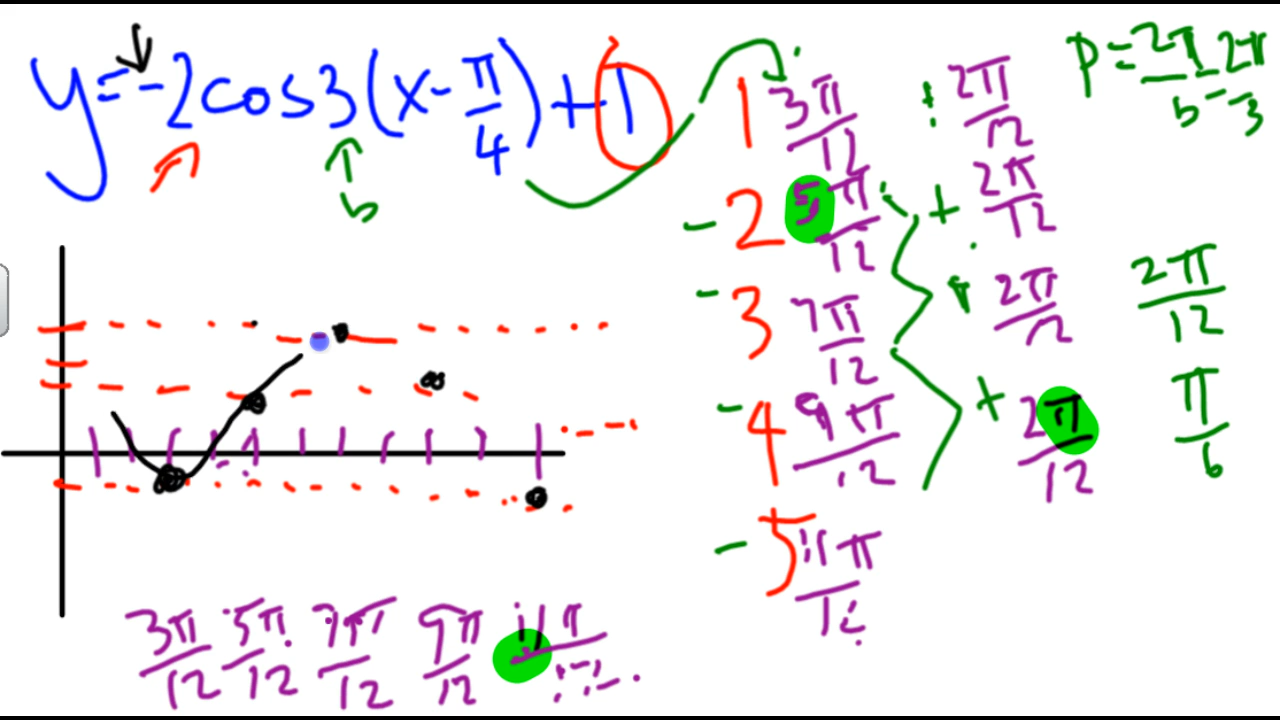 y = -2cos3(x - π/4) + 1
b
p = 2π/b = 2π/3
1 3π/12 + 2π/12
- 2 5π/12 + 2π/12
- 3 7π/12 + 2π/12 2π/12
- 4 9π/12 + 2π/12 π/6
- 5 11π/12
3π/12 5π/12 7π/12 9π/12 11π/